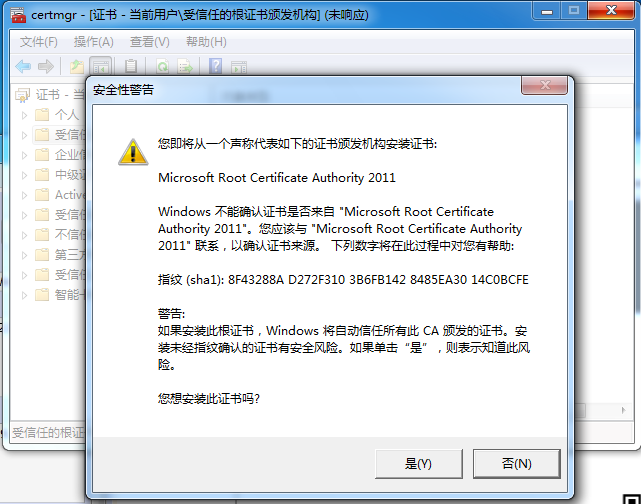 certmgr - [证书 - 当前用户\受信任的根证书颁发机构] (未响应)
文件(F) 操作(A) 查看(V) 帮助(H)
证书 - 当
个人
受信任
企业信
中级证
Active
受信任
不信任
第三方
受信任
智能卡
受信任的根证
安全性警告
您即将从一个声称代表如下的证书颁发机构安装证书:
Microsoft Root Certificate Authority 2011
Windows 不能确认证书是否来自 "Microsoft Root Certificate
Authority 2011"。您应该与 "Microsoft Root Certificate Authority
2011" 联系，以确认证书来源。 下列数字将在此过程中对您有帮助:
指纹 (sha1): 8F43288A D272F310 3B6FB142 8485EA30 14C0BCFE
警告:
如果安装此根证书，Windows 将自动信任所有此 CA 颁发的证书。安
装未经指纹确认的证书有安全风险。如果单击“是”，则表示知道此风
险。
您想安装此证书吗?
是(Y) 否(N)